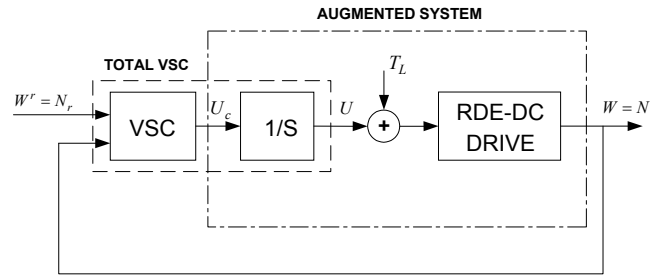 AUGMENTED SYSTEM
TOTAL VSC
W^r = N_r
VSC
U_c
1/S
U
T_L
+
RDE-DC
DRIVE
W = N